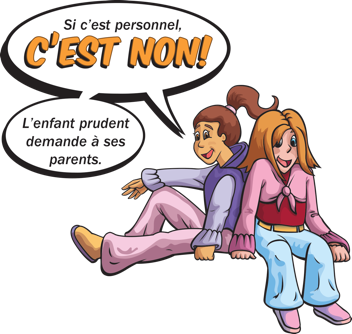 Si c'est personnel,
C'EST NON!
L'enfant prudent
demande à ses
parents.